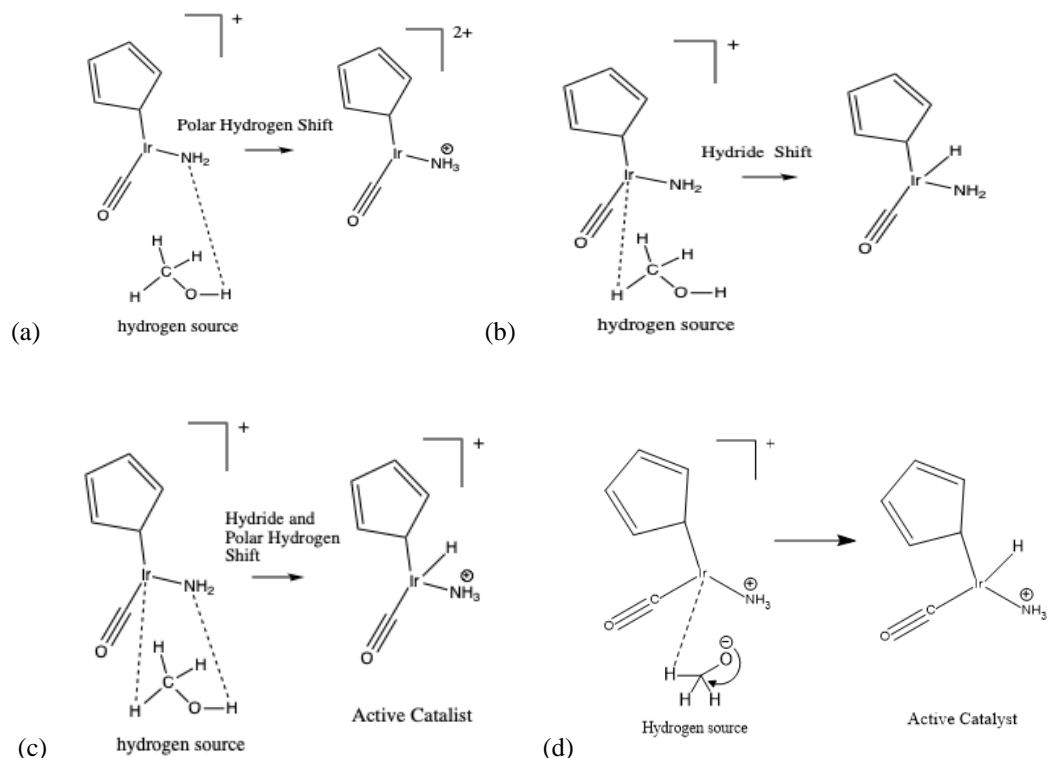 +
Polar Hydrogen Shift
Ir
NH₂
O
H
H
C
H
O
H
hydrogen source
2+
Ir
⊕
NH₃
O
(a)
+
Hydride Shift
Ir
NH₂
O
H
H
C
H
O
H
hydrogen source
H
Ir
NH₂
O
(b)
+
Hydride and
Polar Hydrogen
Shift
Ir
NH₂
O
H
H
C
H
O
H
hydrogen source
+
H
Ir
⊕
NH₃
O
Active Catalist
(c)
+
Ir
⊕
NH₃
C
O
⊖
O
H
H
H
Hydrogen source
H
Ir
⊕
NH₃
C
O
Active Catalyst
(d)